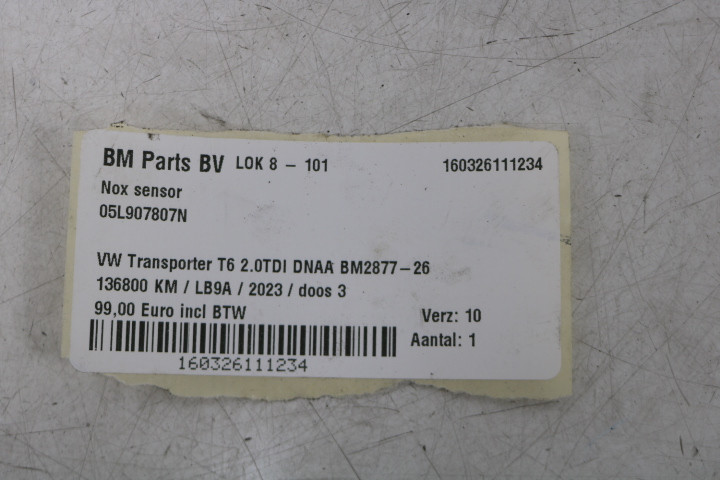 BM Parts BV LOK 8 - 101 160326111234
Nox sensor
05L907807N
VW Transporter T6 2.0TDI DNAA BM2877-26
136800 KM / LB9A / 2023 / doos 3
99,00 Euro incl BTW Verz: 10
Aantal: 1
160326111234